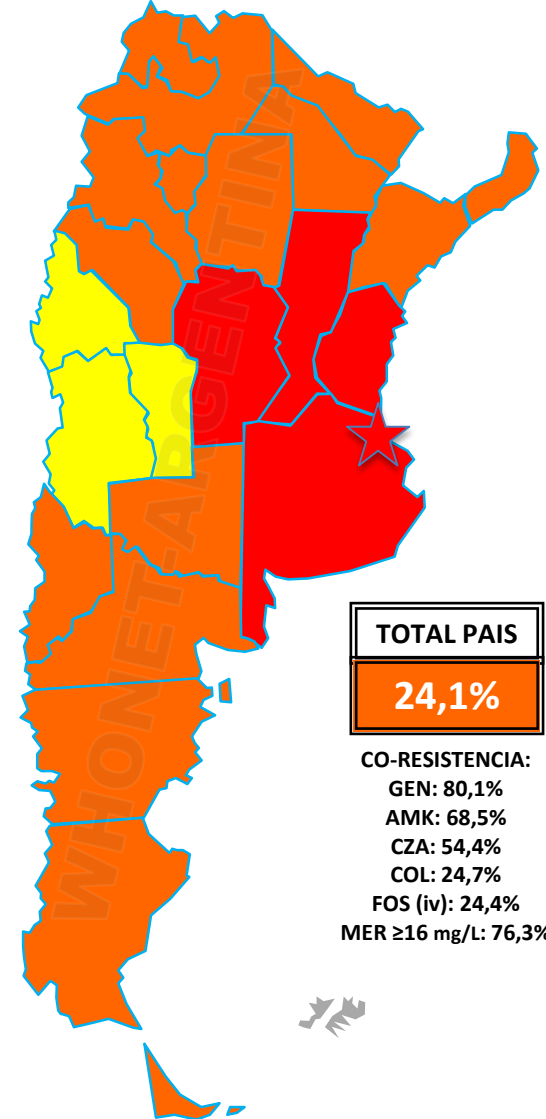 WHONET-ARGENTINA
TOTAL PAIS
24,1%
CO-RESISTENCIA:
GEN: 80,1%
AMK: 68,5%
CZA: 54,4%
COL: 24,7%
FOS (iv): 24,4%
MER ≥16 mg/L: 76,3%